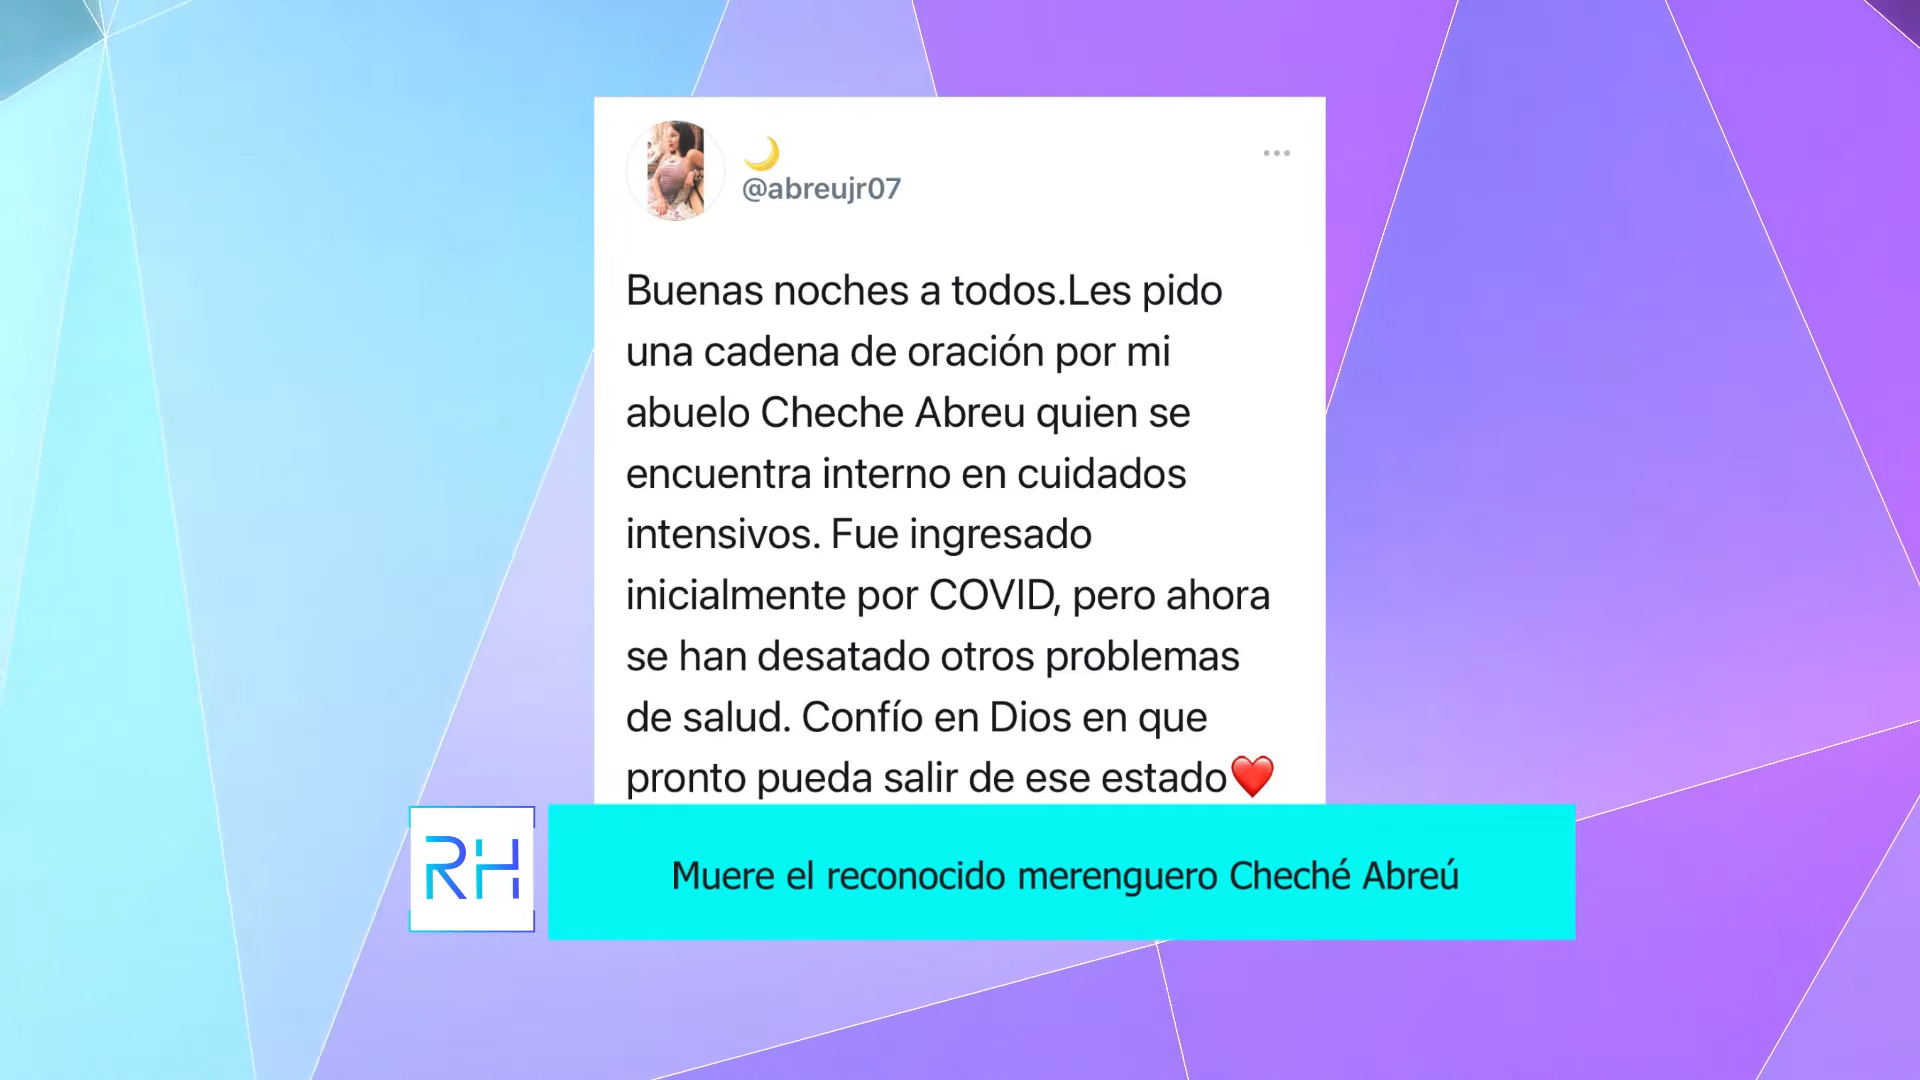 🌙
@abreujr07
Buenas noches a todos.Les pido
una cadena de oración por mi
abuelo Cheche Abreu quien se
encuentra interno en cuidados
intensivos. Fue ingresado
inicialmente por COVID, pero ahora
se han desatado otros problemas
de salud. Confío en Dios en que
pronto pueda salir de ese estado❤️
RH
Muere el reconocido merenguero Cheché Abreú